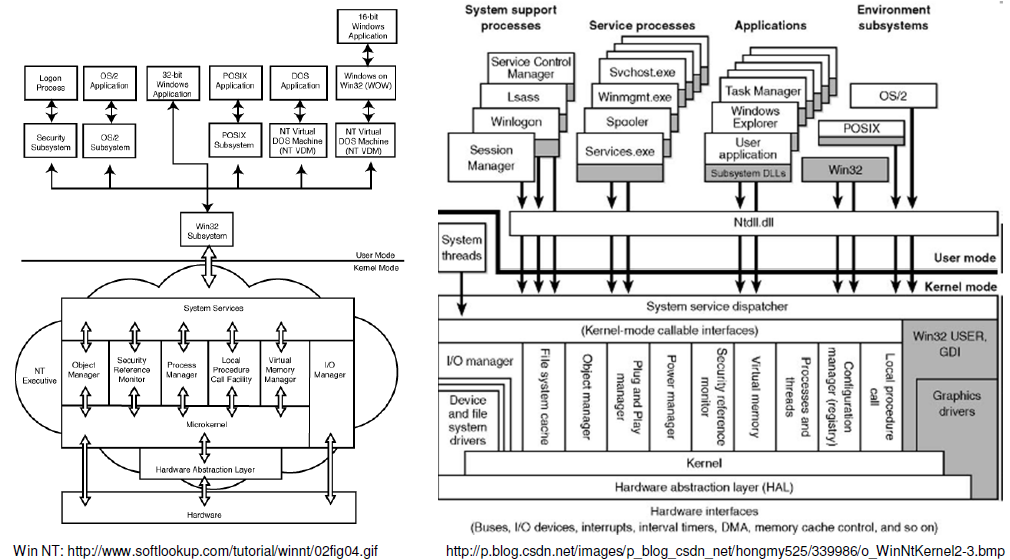 16-bit
Windows
Application
Logon
Process
OS/2
Application
32-bit
Windows
Application
POSIX
Application
DOS
Application
Windows on
Win32 (WOW)
Security
Subsystem
OS/2
Subsystem
POSIX
Subsystem
NT Virtual
DOS Machine
(NT VDM)
NT Virtual
DOS Machine
(NT VDM)
Win32
Subsystem
User Mode
Kernel Mode
System Services
NT
Executive
Object
Manager
Security
Reference
Monitor
Process
Manager
Local
Procedure
Call Facility
Virtual
Memory
Manager
I/O
Manager
Microkernel
Hardware Abstraction Layer
Hardware
Win NT: http://www.softlookup.com/tutorial/winnt/02fig04.gif
System support
processes
Service processes
Applications
Environment
subsystems
Service Control
Manager
Lsass
Winlogon
Session
Manager
Svchost.exe
Winmgmt.exe
Spooler
Services.exe
Task Manager
Windows
Explorer
User
application
Subsystem DLLs
OS/2
POSIX
Win32
Ntdll.dll
System
threads
User mode
Kernel mode
System service dispatcher
(Kernel-mode callable interfaces)
Win32 USER,
GDI
I/O manager
Device and
file system
drivers
File system cache
Object manager
Plug and Play
manager
Power manager
Security reference
monitor
Virtual memory
Processes and
threads
Configuration
manager (registry)
Local procedure
call
Graphics
drivers
Kernel
Hardware abstraction layer (HAL)
Hardware interfaces
(Buses, I/O devices, interrupts, interval timers, DMA, memory cache control, and so on)
http://p.blog.csdn.net/images/p_blog_csdn_net/hongmy525/339986/o_WinNtKernel2-3.bmp